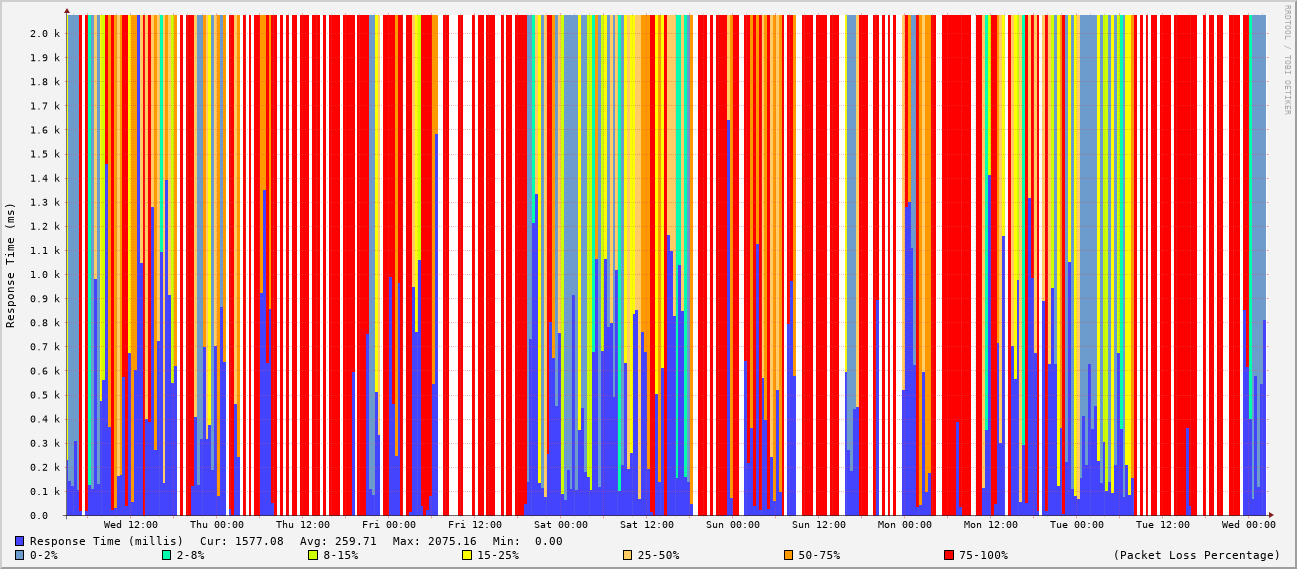 RRDTOOL / TOBI OETIKER
Response Time (ms)
2.0 k
1.9 k
1.8 k
1.7 k
1.6 k
1.5 k
1.4 k
1.3 k
1.2 k
1.1 k
1.0 k
0.9 k
0.8 k
0.7 k
0.6 k
0.5 k
0.4 k
0.3 k
0.2 k
0.1 k
0.0
Wed 12:00 Thu 00:00 Thu 12:00 Fri 00:00 Fri 12:00 Sat 00:00 Sat 12:00 Sun 00:00 Sun 12:00 Mon 00:00 Mon 12:00 Tue 00:00 Tue 12:00 Wed 00:00
Response Time (millis) Cur: 1577.08 Avg: 259.71 Max: 2075.16 Min: 0.00
0-2% 2-8% 8-15% 15-25% 25-50% 50-75% 75-100% (Packet Loss Percentage)